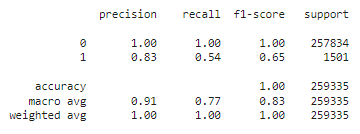 precision recall f1-score support
0 1.00 1.00 1.00 257834
1 0.83 0.54 0.65 1501
accuracy 1.00 259335
macro avg 0.91 0.77 0.83 259335
weighted avg 1.00 1.00 1.00 259335